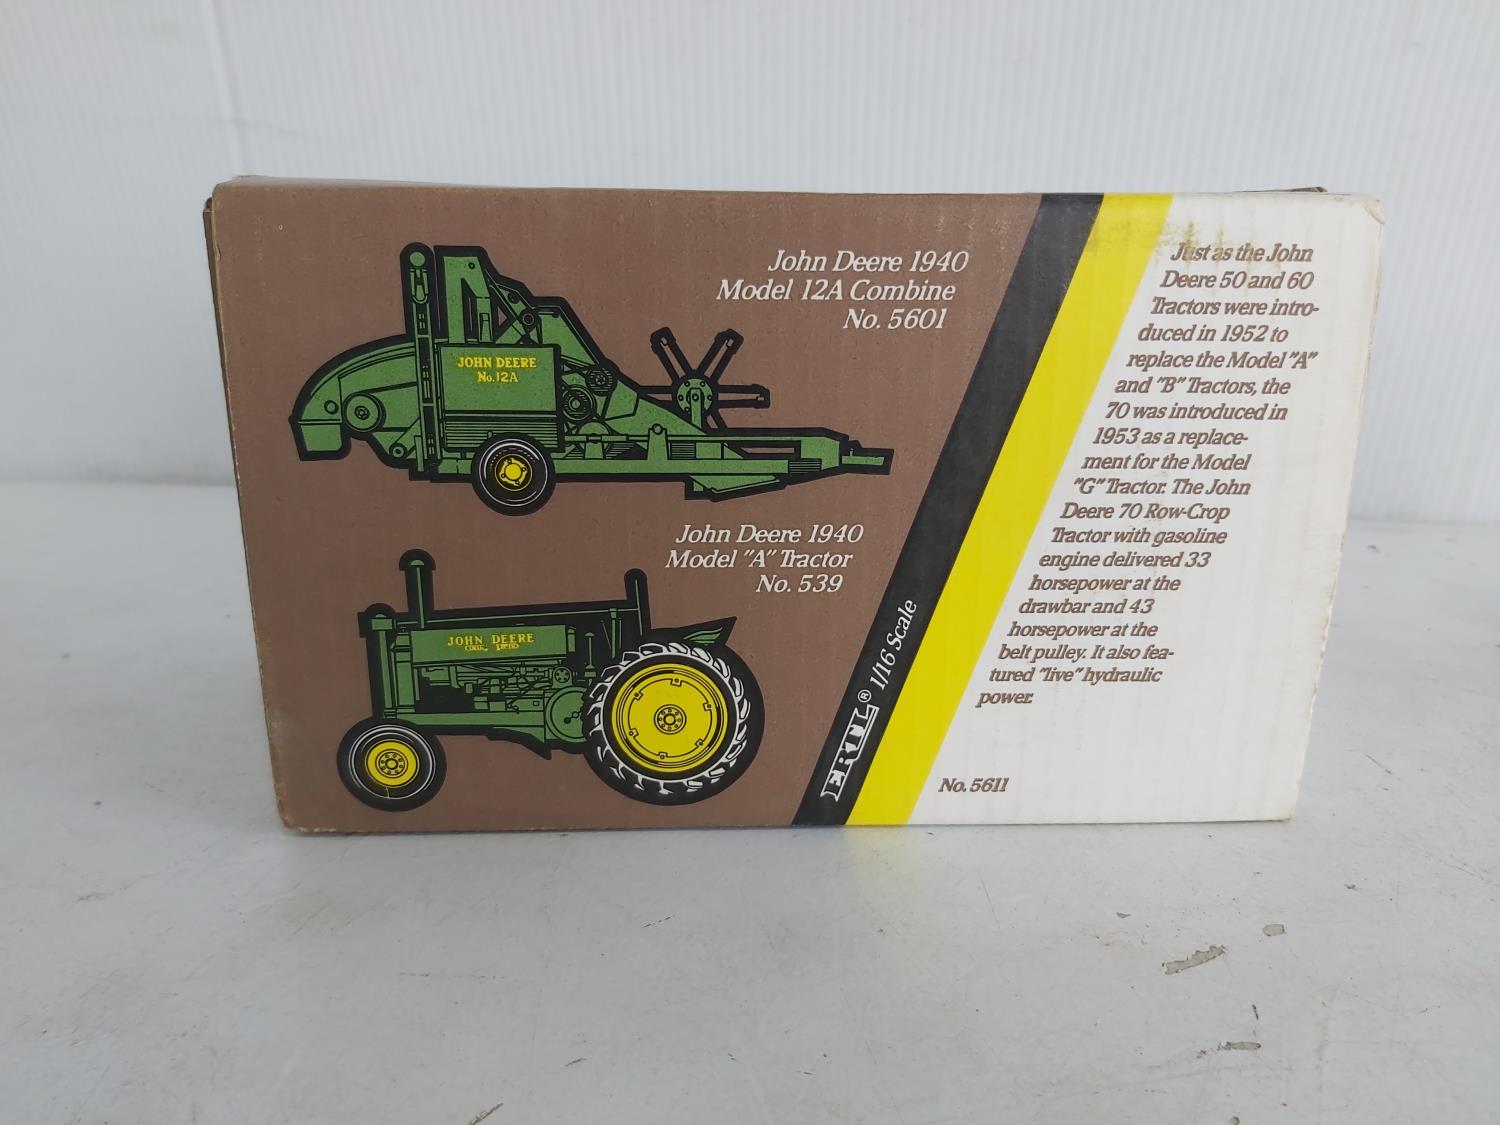 John Deere 1940
Model 12A Combine
No. 5601
JOHN DEERE
No.12A
John Deere 1940
Model "A" Tractor
No. 539
JOHN DEERE
ERTL® 1/16 Scale
Just as the John
Deere 50 and 60
Tractors were intro-
duced in 1952 to
replace the Model "A"
and "B" Tractors, the
70 was introduced in
1953 as a replace-
ment for the Model
"G" Tractor. The John
Deere 70 Row-Crop
Tractor with gasoline
engine delivered 33
horsepower at the
drawbar and 43
horsepower at the
belt pulley. It also fea-
tured "live" hydraulic
power.
No. 5611